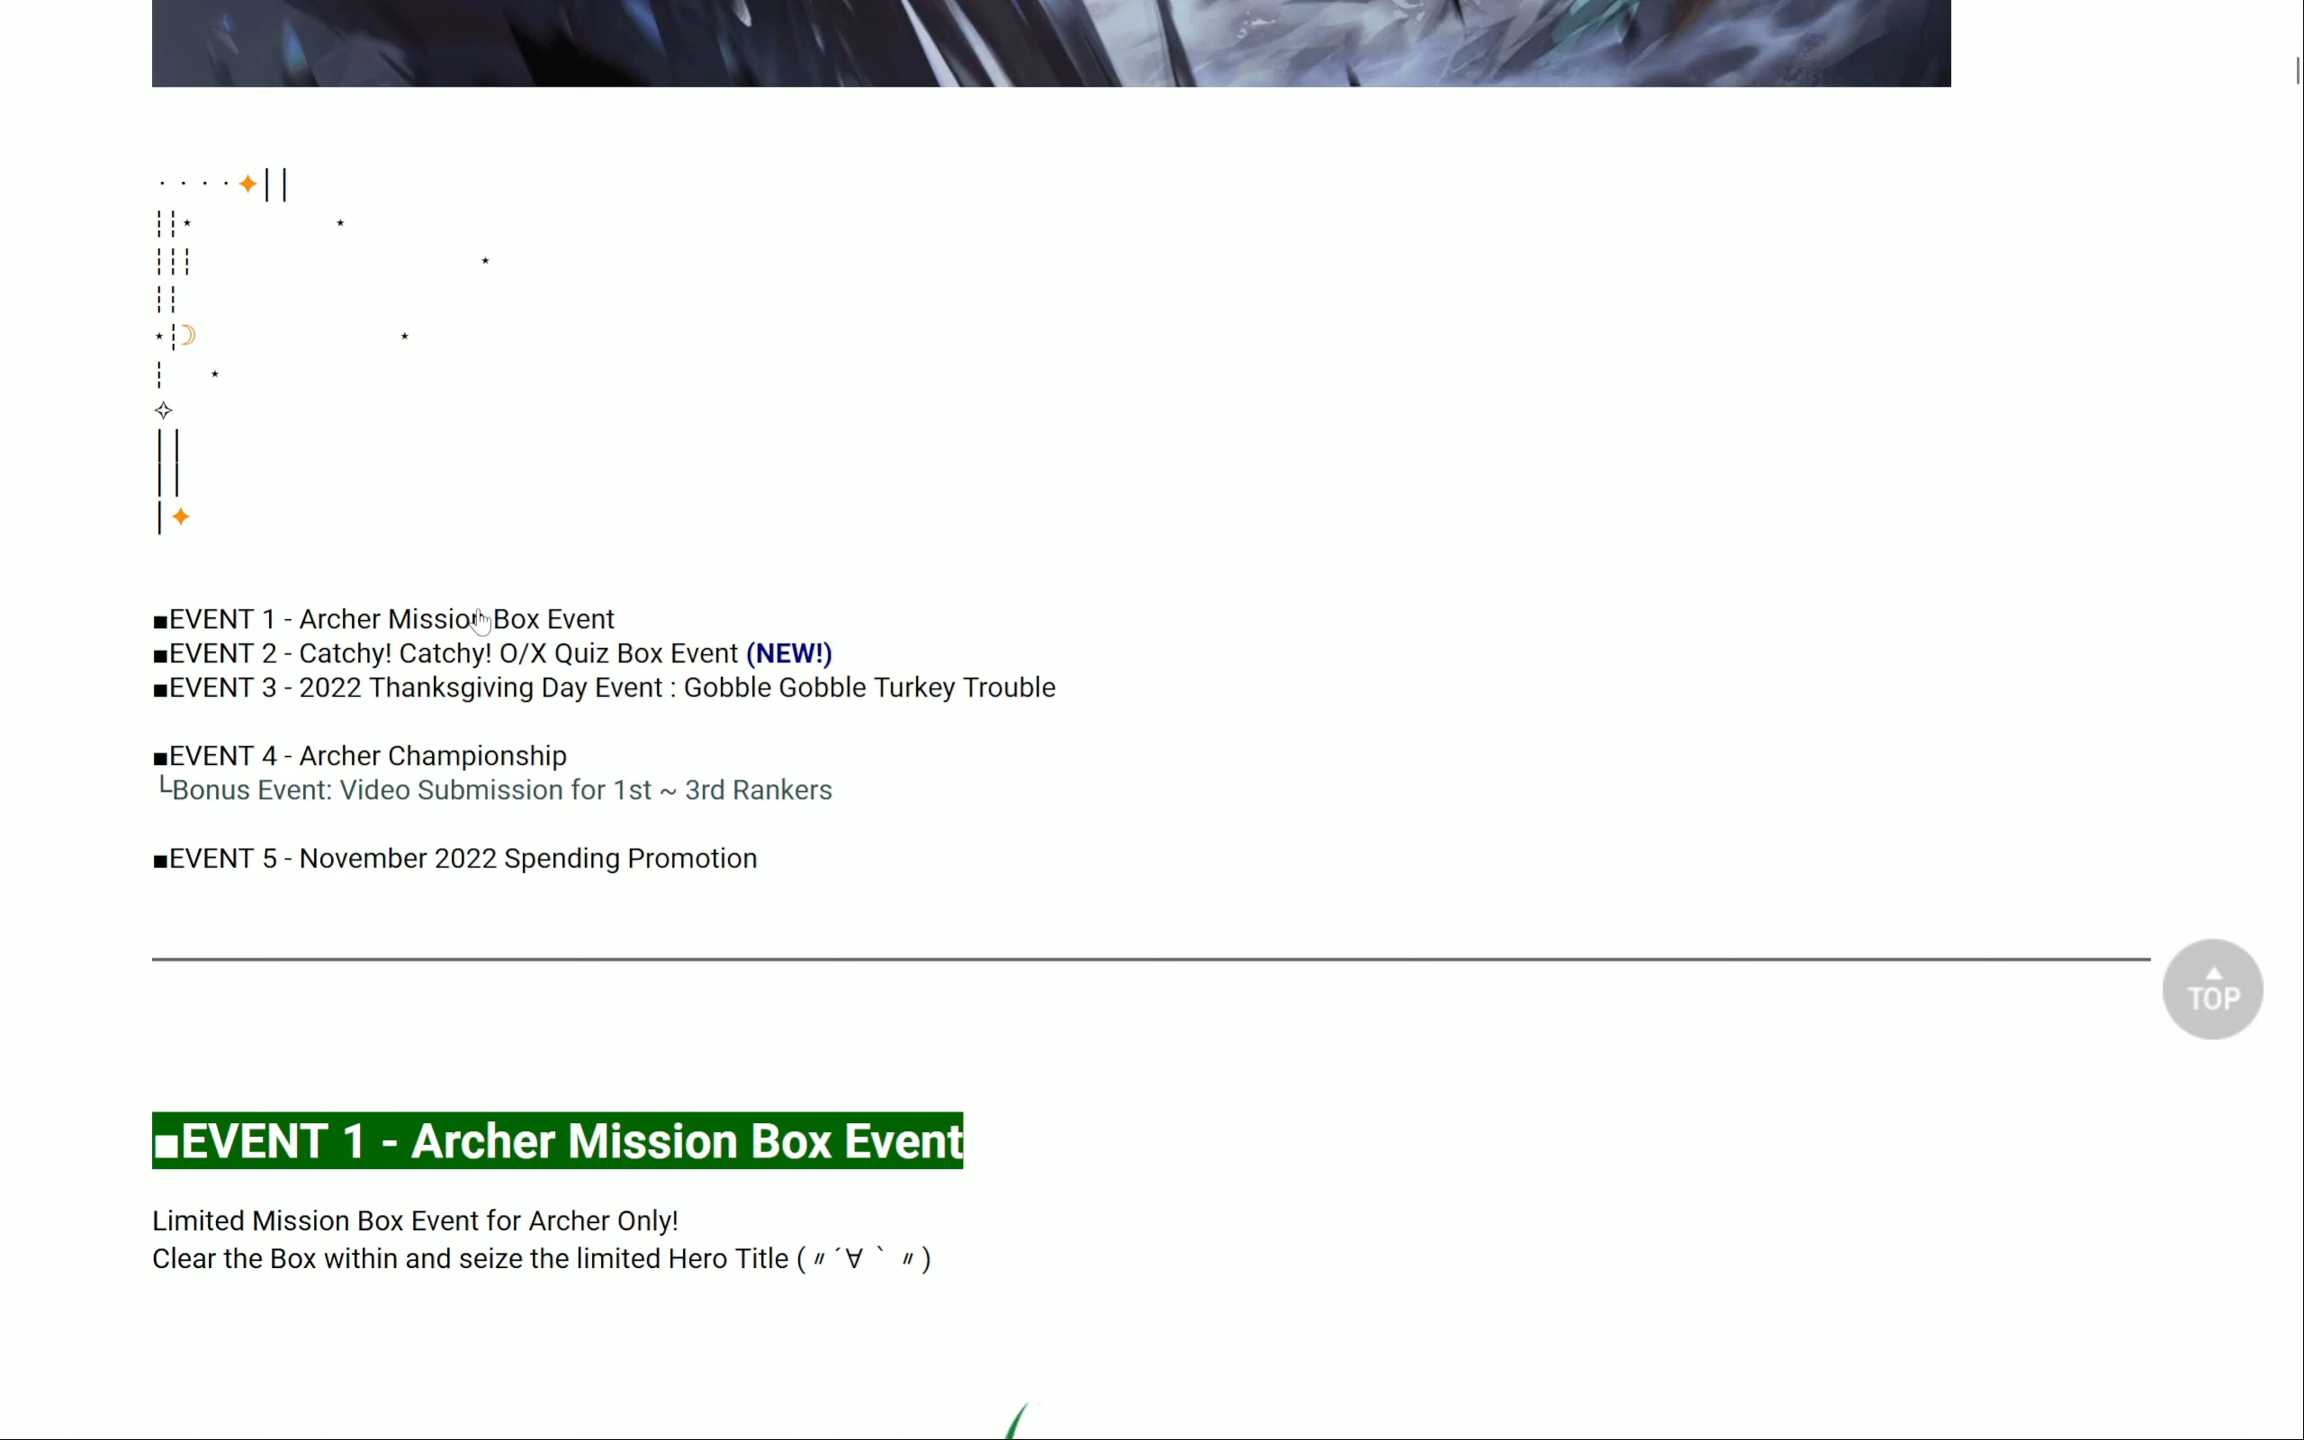 · · · ·✦││
┊┊⋆ ⋆
┊┊┊ ⋆
┊┊
⋆┊☽ ⋆
┊ ⋆
✧
││
││
│✦
■EVENT 1 - Archer Mission Box Event
■EVENT 2 - Catchy! Catchy! O/X Quiz Box Event (NEW!)
■EVENT 3 - 2022 Thanksgiving Day Event : Gobble Gobble Turkey Trouble
■EVENT 4 - Archer Championship
└Bonus Event: Video Submission for 1st ~ 3rd Rankers
■EVENT 5 - November 2022 Spending Promotion
TOP
■EVENT 1 - Archer Mission Box Event
Limited Mission Box Event for Archer Only!
Clear the Box within and seize the limited Hero Title (〃´∀｀〃)